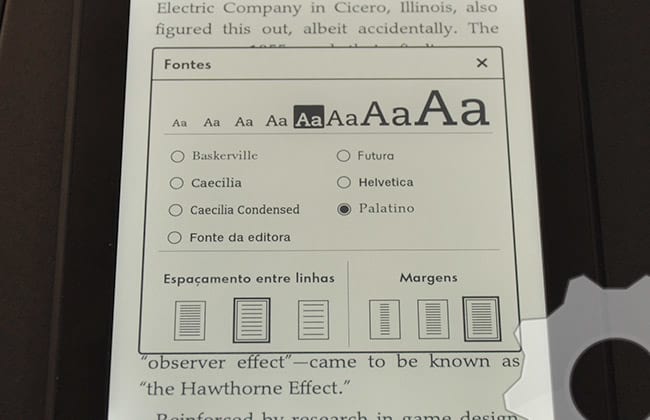 Electric Company in Cicero, Illinois, also
figured this out, albeit accidentally. The
Fontes ✕
Aa Aa Aa Aa Aa Aa Aa Aa
Baskerville Futura
Caecilia Helvetica
Caecilia Condensed Palatino
Fonte da editora
Espaçamento entre linhas Margens
“observer effect”—came to be known as
“the Hawthorne Effect.”
Reinforced by research in game design